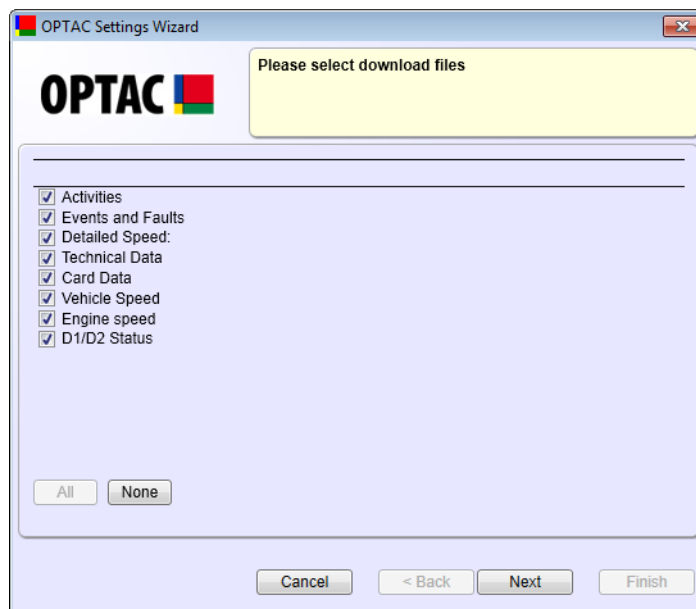 OPTAC Settings Wizard
OPTAC
Please select download files
Activities
Events and Faults
Detailed Speed:
Technical Data
Card Data
Vehicle Speed
Engine speed
D1/D2 Status
All None
Cancel < Back Next Finish